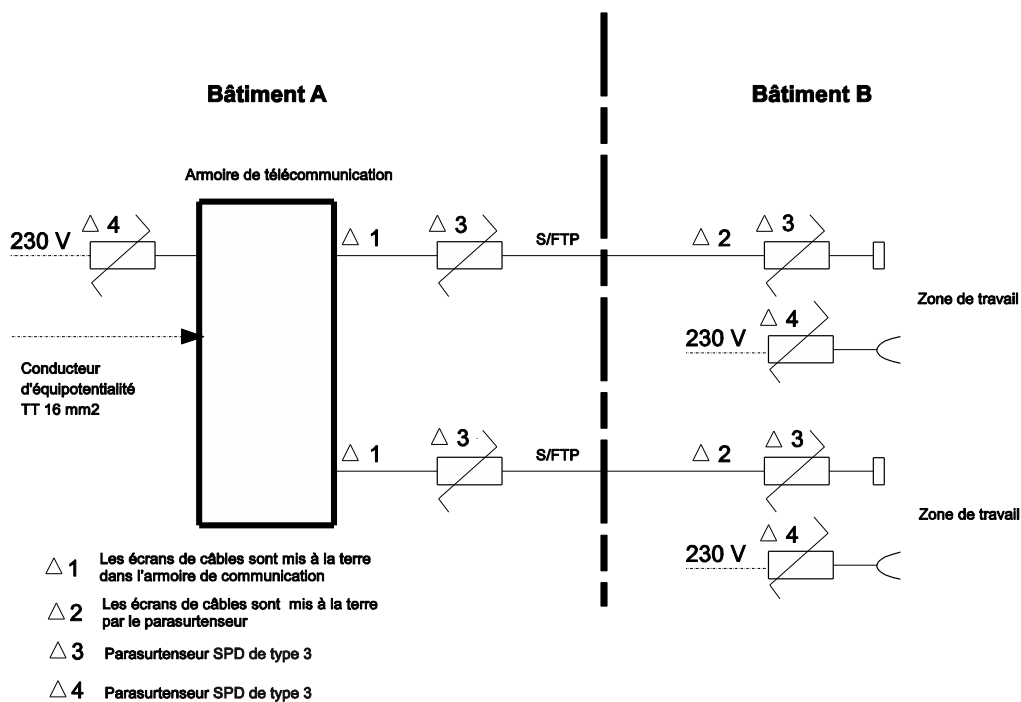 Bâtiment A
Bâtiment B
Armoire de télécommunication
△ 4
230 V
△ 1
△ 3
S/FTP
△ 2
△ 3
Zone de travail
△ 4
230 V
Conducteur
d'équipotentialité
TT 16 mm2
△ 1
△ 3
S/FTP
△ 2
△ 3
Zone de travail
△ 4
230 V
△ 1 Les écrans de câbles sont mis à la terre
dans l'armoire de communication
△ 2 Les écrans de câbles sont mis à la terre
par le parasurtenseur
△ 3 Parasurtenseur SPD de type 3
△ 4 Parasurtenseur SPD de type 3